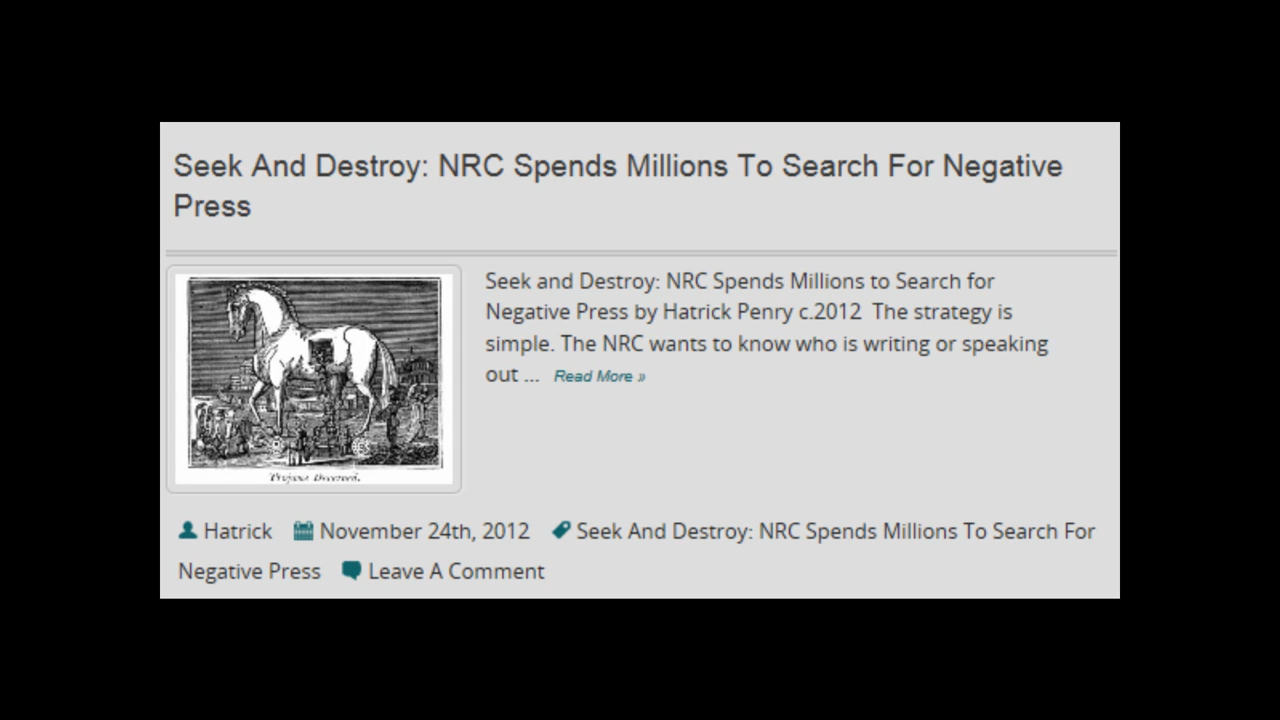 Seek And Destroy: NRC Spends Millions To Search For Negative
Press
Seek and Destroy: NRC Spends Millions to Search for
Negative Press by Hatrick Penry c.2012 The strategy is
simple. The NRC wants to know who is writing or speaking
out ... Read More »
Trojans Deceived.
Hatrick November 24th, 2012 Seek And Destroy: NRC Spends Millions To Search For
Negative Press Leave A Comment